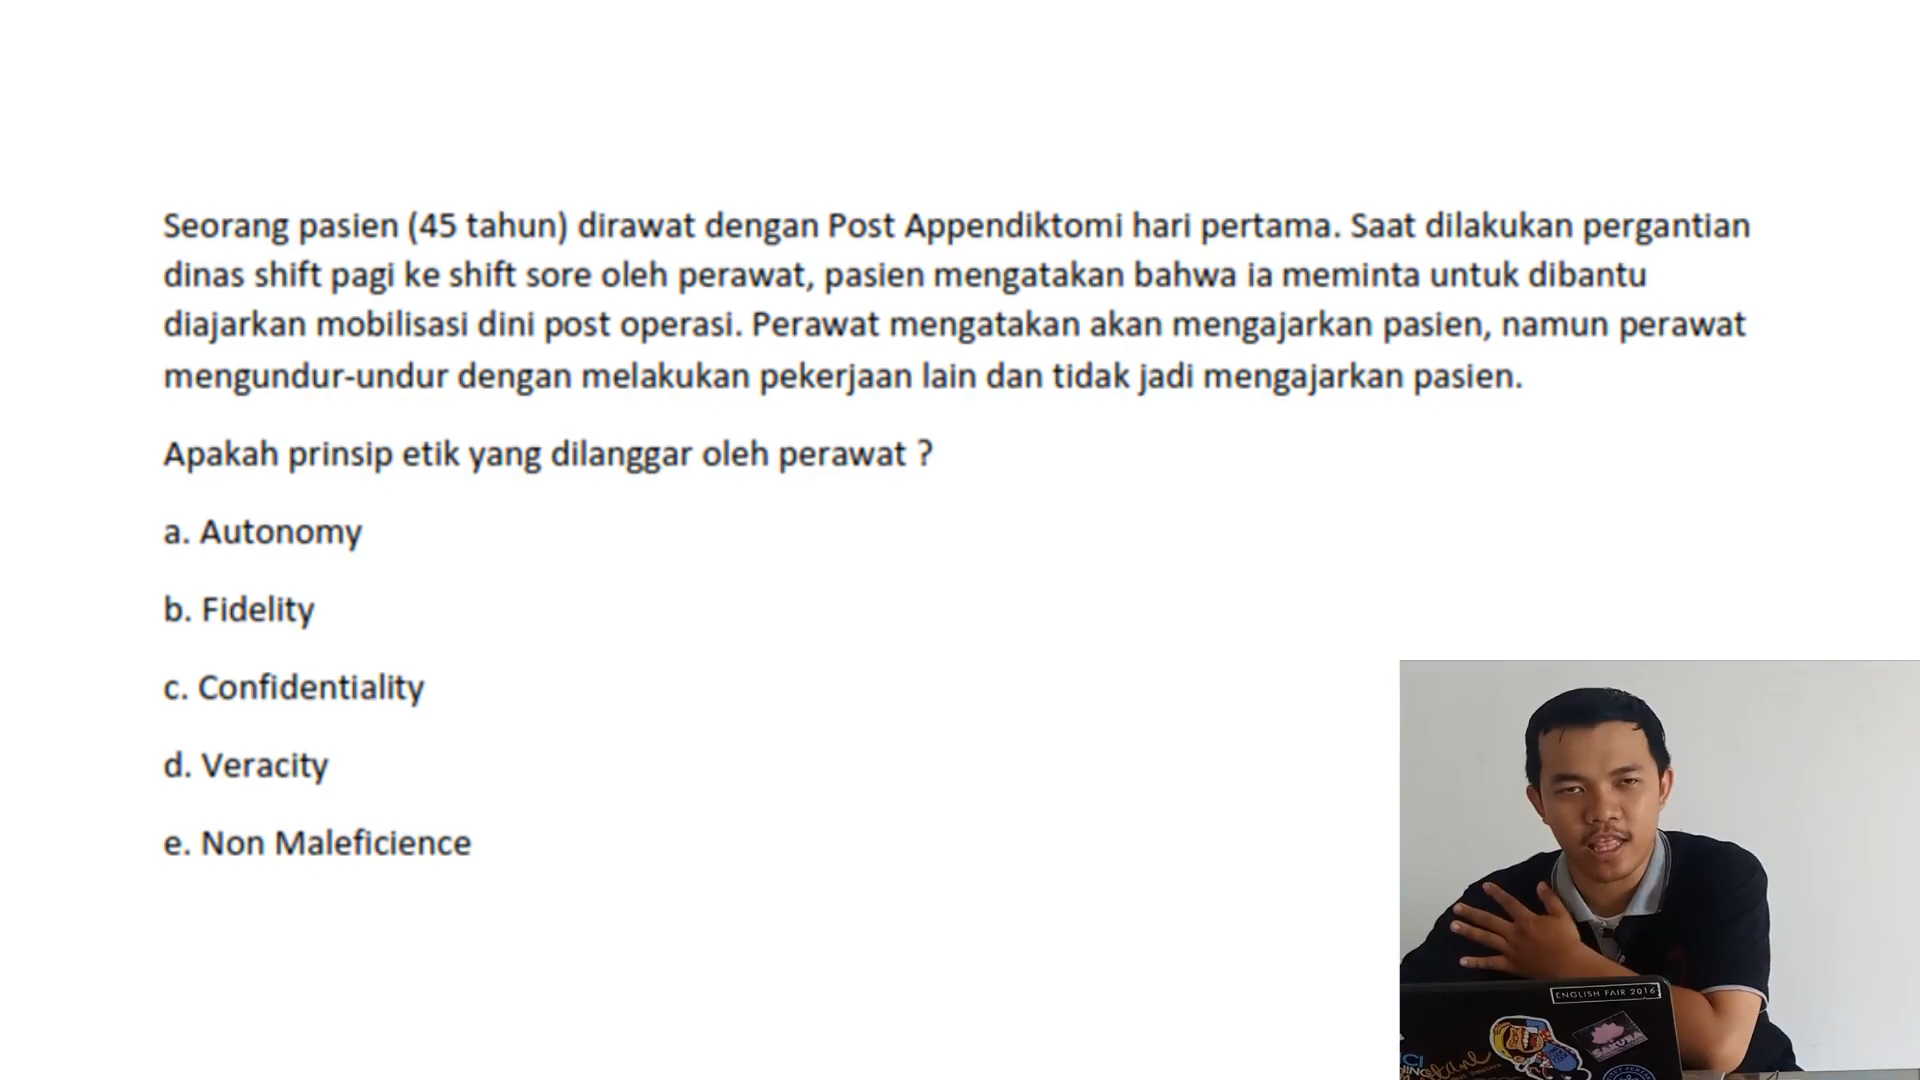 Seorang pasien (45 tahun) dirawat dengan Post Appendiktomi hari pertama. Saat dilakukan pergantian
dinas shift pagi ke shift sore oleh perawat, pasien mengatakan bahwa ia meminta untuk dibantu
diajarkan mobilisasi dini post operasi. Perawat mengatakan akan mengajarkan pasien, namun perawat
mengundur-undur dengan melakukan pekerjaan lain dan tidak jadi mengajarkan pasien.
Apakah prinsip etik yang dilanggar oleh perawat ?
a. Autonomy
b. Fidelity
c. Confidentiality
d. Veracity
e. Non Maleficience
ENGLISH FAIR 2016
SAKURA